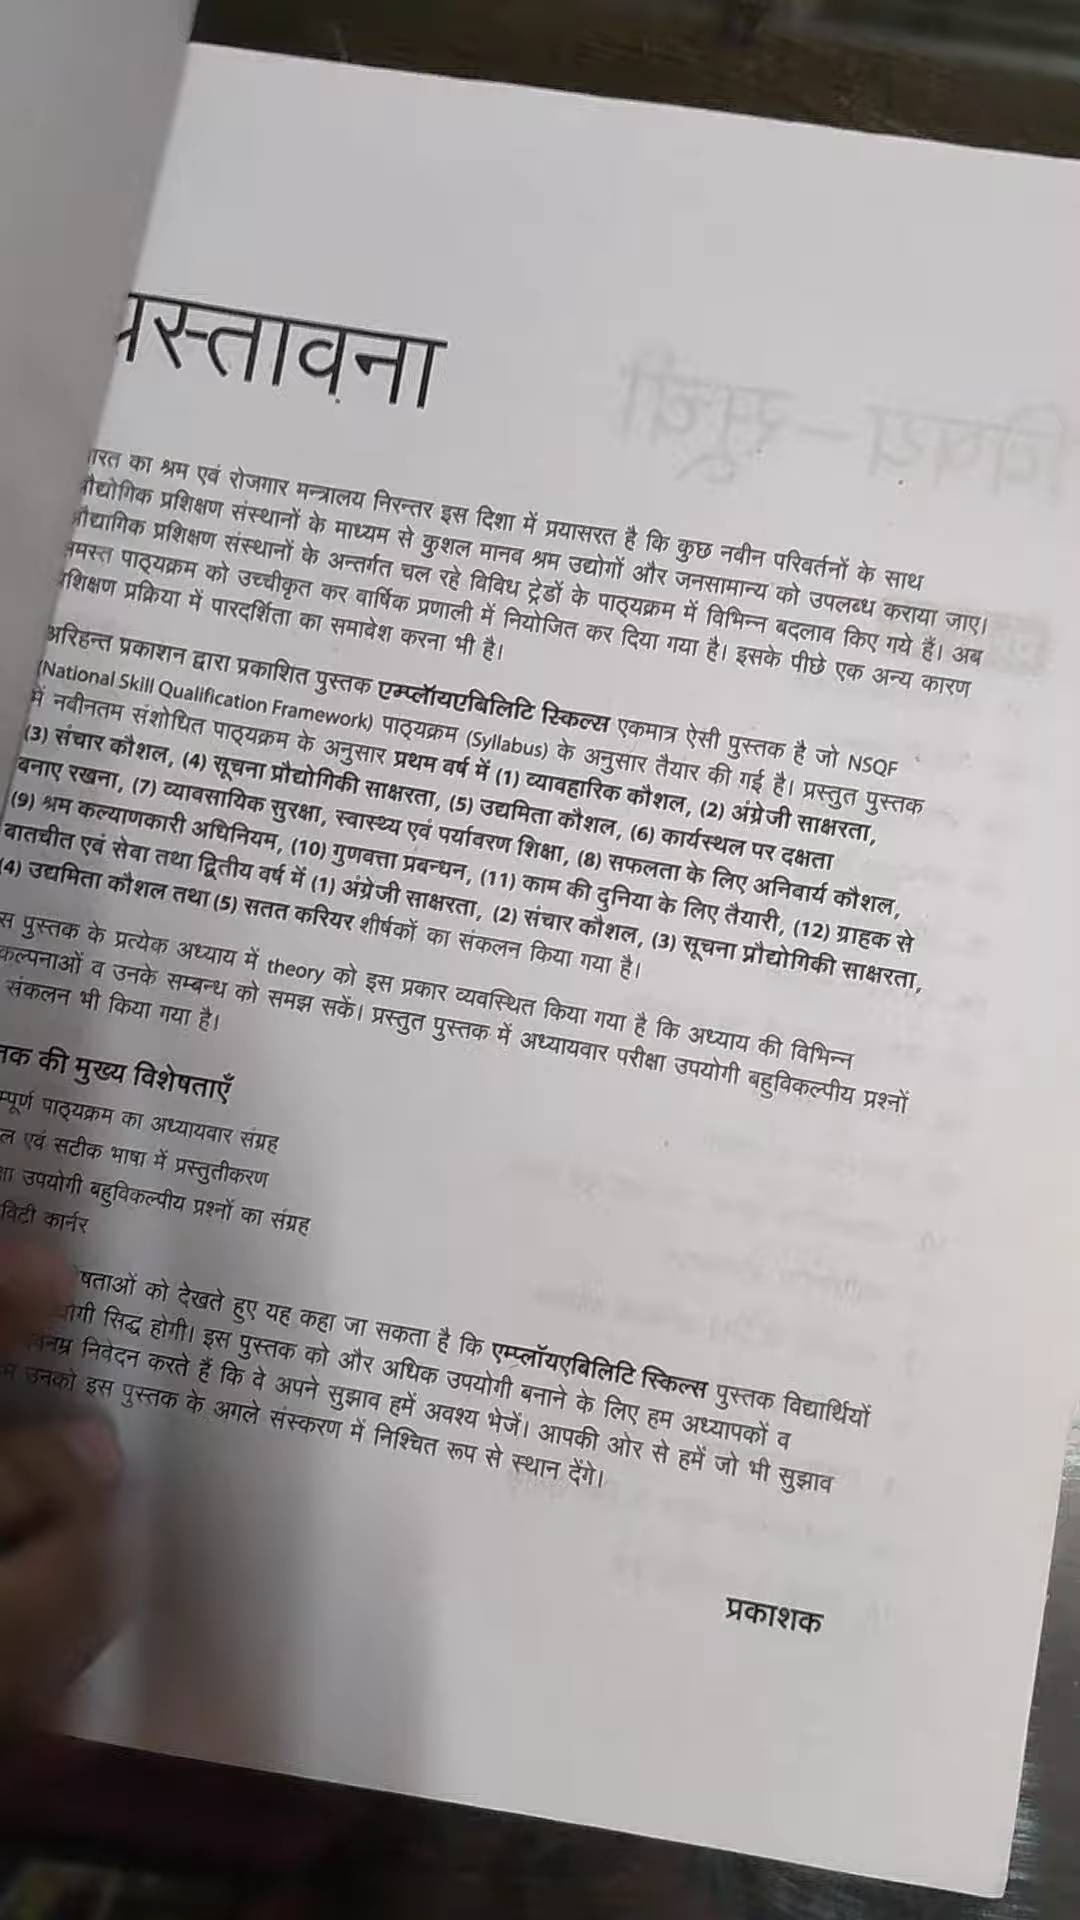 प्रस्तावना
भारत का श्रम एवं रोजगार मन्त्रालय निरन्तर इस दिशा में प्रयासरत है कि कुछ नवीन परिवर्तनों के साथ
औद्योगिक प्रशिक्षण संस्थानों के माध्यम से कुशल मानव श्रम उद्योगों और जनसामान्य को उपलब्ध कराया जाए।
औद्यागिक प्रशिक्षण संस्थानों के अन्तर्गत चल रहे विविध ट्रेडों के पाठ्यक्रम में विभिन्न बदलाव किए गये हैं। अब
समस्त पाठ्यक्रम को उच्चीकृत कर वार्षिक प्रणाली में नियोजित कर दिया गया है। इसके पीछे एक अन्य कारण
प्रशिक्षण प्रक्रिया में पारदर्शिता का समावेश करना भी है।
अरिहन्त प्रकाशन द्वारा प्रकाशित पुस्तक एम्प्लॉयएबिलिटि स्किल्स एकमात्र ऐसी पुस्तक है जो NSQF
(National Skill Qualification Framework) पाठ्यक्रम (Syllabus) के अनुसार तैयार की गई है। प्रस्तुत पुस्तक
में नवीनतम संशोधित पाठ्यक्रम के अनुसार प्रथम वर्ष में (1) व्यावहारिक कौशल, (2) अंग्रेजी साक्षरता,
(3) संचार कौशल, (4) सूचना प्रौद्योगिकी साक्षरता, (5) उद्यमिता कौशल, (6) कार्यस्थल पर दक्षता
बनाए रखना, (7) व्यावसायिक सुरक्षा, स्वास्थ्य एवं पर्यावरण शिक्षा, (8) सफलता के लिए अनिवार्य कौशल,
(9) श्रम कल्याणकारी अधिनियम, (10) गुणवत्ता प्रबन्धन, (11) काम की दुनिया के लिए तैयारी, (12) ग्राहक से
बातचीत एवं सेवा तथा द्वितीय वर्ष में (1) अंग्रेजी साक्षरता, (2) संचार कौशल, (3) सूचना प्रौद्योगिकी साक्षरता,
(4) उद्यमिता कौशल तथा (5) सतत करियर शीर्षकों का संकलन किया गया है।
पुस्तक के प्रत्येक अध्याय में theory को इस प्रकार व्यवस्थित किया गया है कि अध्याय की विभिन्न
व उनके सम्बन्ध को समझ सकें। प्रस्तुत पुस्तक में अध्यायवार परीक्षा उपयोगी बहुविकल्पीय प्रश्नों
संकलन भी किया गया है।
की मुख्य विशेषताएँ
पाठ्यक्रम का अध्यायवार संग्रह
एवं सटीक भाषा में प्रस्तुतीकरण
उपयोगी बहुविकल्पीय प्रश्नों का संग्रह
कार्नर
को देखते हुए यह कहा जा सकता है कि एम्प्लॉयएबिलिटि स्किल्स पुस्तक विद्यार्थियों
सिद्ध होगी। इस पुस्तक को और अधिक उपयोगी बनाने के लिए हम अध्यापकों व
निवेदन करते हैं कि वे अपने सुझाव हमें अवश्य भेजें। आपकी ओर से हमें जो भी सुझाव
उनको इस पुस्तक के अगले संस्करण में निश्चित रूप से स्थान देंगे।
प्रकाशक